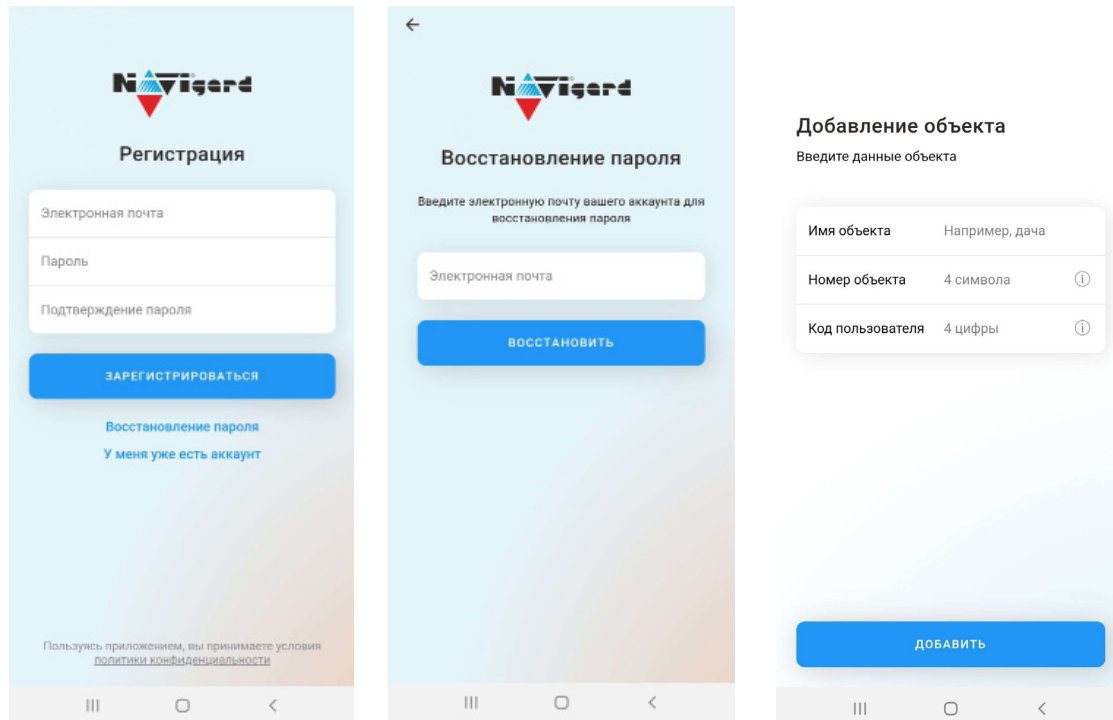 Navigard
Регистрация
Электронная почта
Пароль
Подтверждение пароля
ЗАРЕГИСТРИРОВАТЬСЯ
Восстановление пароля
У меня уже есть аккаунт
Пользуясь приложением, вы принимаете условия
политики конфиденциальности
Navigard
Восстановление пароля
Введите электронную почту вашего аккаунта для
восстановления пароля
Электронная почта
ВОССТАНОВИТЬ
Добавление объекта
Введите данные объекта
Имя объекта Например, дача
Номер объекта 4 символа
Код пользователя 4 цифры
ДОБАВИТЬ